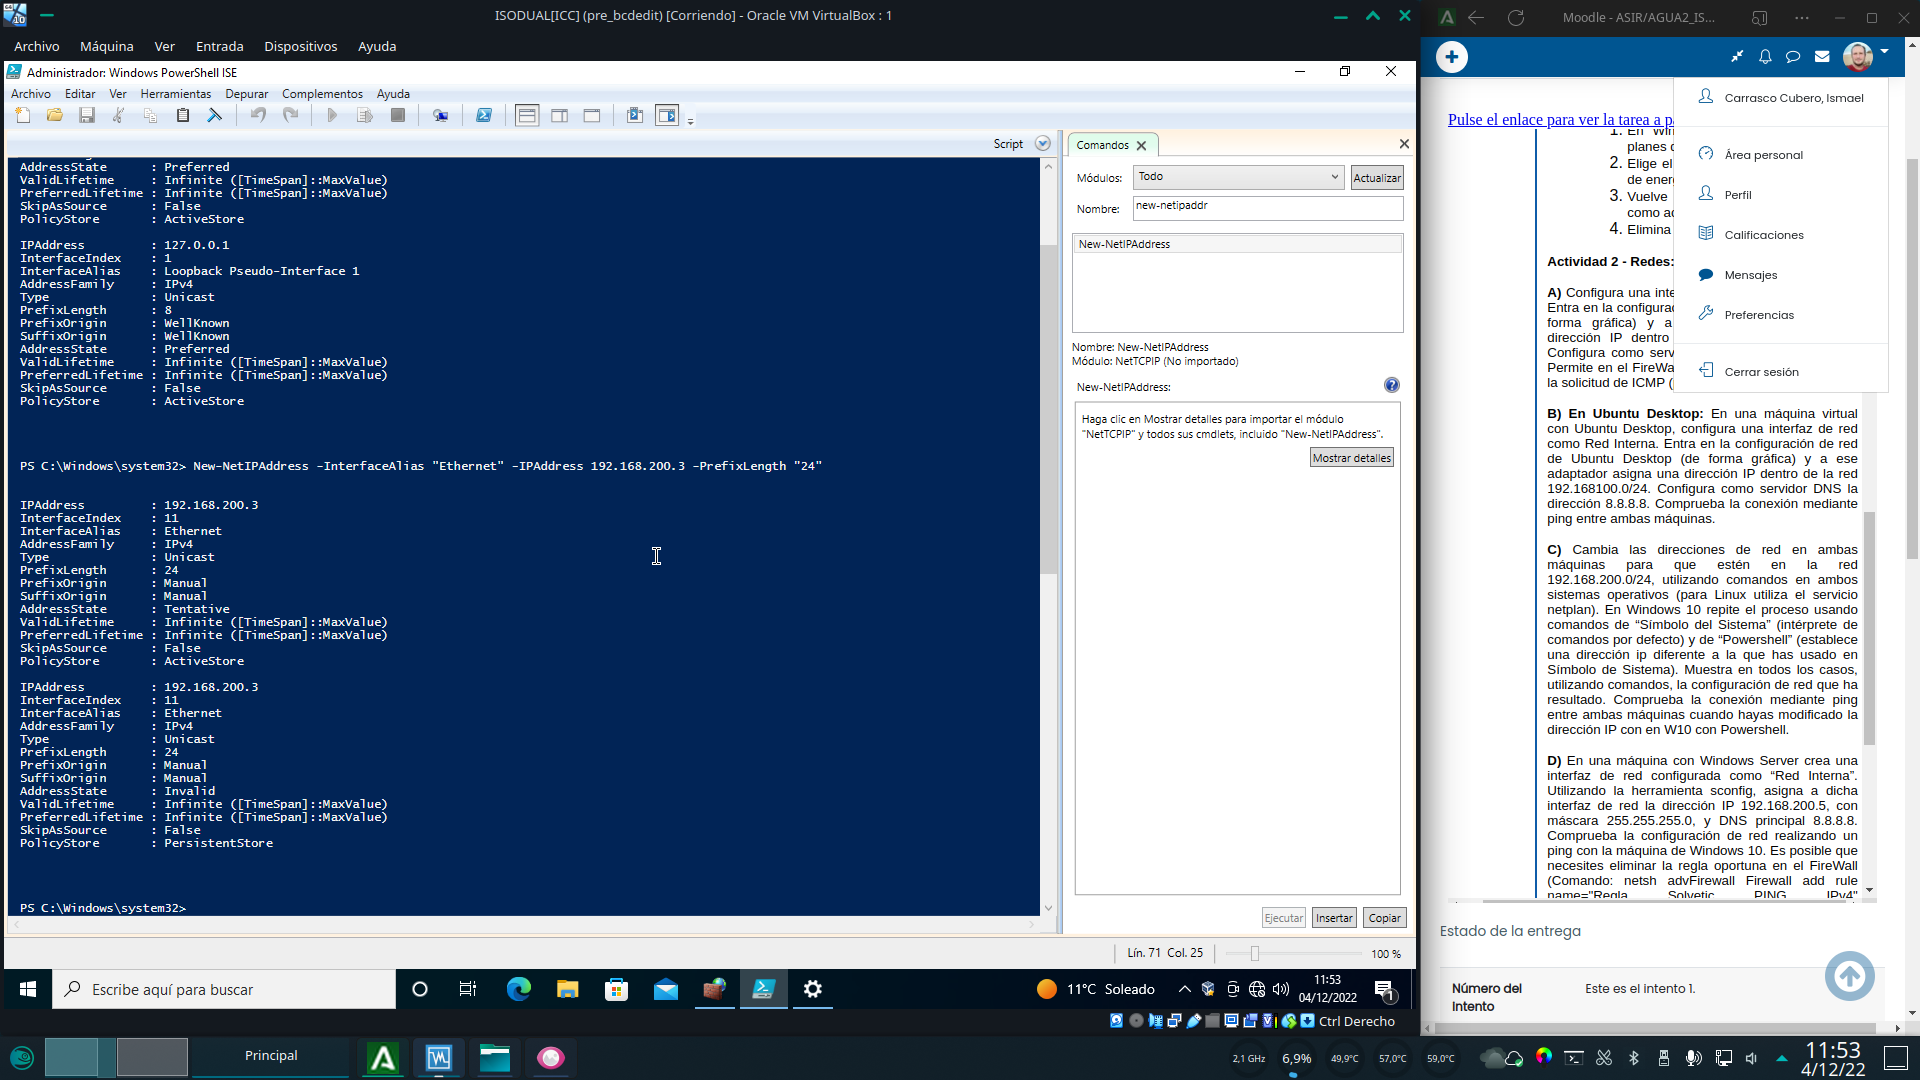 ISODUAL[ICC] (pre_bcdedit) [Corriendo] - Oracle VM VirtualBox : 1
Archivo Máquina Ver Entrada Dispositivos Ayuda
Administrador: Windows PowerShell ISE
Archivo Editar Ver Herramientas Depurar Complementos Ayuda
Script
AddressState : Preferred
ValidLifetime : Infinite ([TimeSpan]::MaxValue)
PreferredLifetime : Infinite ([TimeSpan]::MaxValue)
SkipAsSource : False
PolicyStore : ActiveStore
IPAddress : 127.0.0.1
InterfaceIndex : 1
InterfaceAlias : Loopback Pseudo-Interface 1
AddressFamily : IPv4
Type : Unicast
PrefixLength : 8
PrefixOrigin : WellKnown
SuffixOrigin : WellKnown
AddressState : Preferred
ValidLifetime : Infinite ([TimeSpan]::MaxValue)
PreferredLifetime : Infinite ([TimeSpan]::MaxValue)
SkipAsSource : False
PolicyStore : ActiveStore
PS C:\Windows\system32> New-NetIPAddress -InterfaceAlias "Ethernet" -IPAddress 192.168.200.3 -PrefixLength "24"
IPAddress : 192.168.200.3
InterfaceIndex : 11
InterfaceAlias : Ethernet
AddressFamily : IPv4
Type : Unicast
PrefixLength : 24
PrefixOrigin : Manual
SuffixOrigin : Manual
AddressState : Tentative
ValidLifetime : Infinite ([TimeSpan]::MaxValue)
PreferredLifetime : Infinite ([TimeSpan]::MaxValue)
SkipAsSource : False
PolicyStore : ActiveStore
IPAddress : 192.168.200.3
InterfaceIndex : 11
InterfaceAlias : Ethernet
AddressFamily : IPv4
Type : Unicast
PrefixLength : 24
PrefixOrigin : Manual
SuffixOrigin : Manual
AddressState : Invalid
ValidLifetime : Infinite ([TimeSpan]::MaxValue)
PreferredLifetime : Infinite ([TimeSpan]::MaxValue)
SkipAsSource : False
PolicyStore : PersistentStore
PS C:\Windows\system32>
Comandos
Módulos: Todo Actualizar
Nombre: new-netipaddr
New-NetIPAddress
Nombre: New-NetIPAddress
Módulo: NetTCPIP (No importado)
New-NetIPAddress:
Haga clic en Mostrar detalles para importar el módulo
"NetTCPIP" y todos sus cmdlets, incluido "New-NetIPAddress".
Mostrar detalles
Ejecutar Insertar Copiar
Lín. 71 Col. 25 100 %
Escribe aquí para buscar
11°C Soleado
11:53
04/12/2022
1
Ctrl Derecho
Moodle - ASIR/AGUA2_IS...
Pulse el enlace para ver la tarea a p
Carrasco Cubero, Ismael
Área personal
Perfil
Calificaciones
Mensajes
Preferencias
Cerrar sesión
1. En Win
planes d
2. Elige el
de ener
3. Vuelve
como ac
4. Elimina
Actividad 2 - Redes:
A) Configura una inte
Entra en la configurac
forma gráfica) y a
dirección IP dentro
Configura como serv
Permite en el FireWa
la solicitud de ICMP (
B) En Ubuntu Desktop: En una máquina virtual
con Ubuntu Desktop, configura una interfaz de red
como Red Interna. Entra en la configuración de red
de Ubuntu Desktop (de forma gráfica) y a ese
adaptador asigna una dirección IP dentro de la red
192.168100.0/24. Configura como servidor DNS la
dirección 8.8.8.8. Comprueba la conexión mediante
ping entre ambas máquinas.
C) Cambia las direcciones de red en ambas
máquinas para que estén en la red
192.168.200.0/24, utilizando comandos en ambos
sistemas operativos (para Linux utiliza el servicio
netplan). En Windows 10 repite el proceso usando
comandos de “Símbolo del Sistema” (intérprete de
comandos por defecto) y de “Powershell” (establece
una dirección ip diferente a la que has usado en
Símbolo de Sistema). Muestra en todos los casos,
utilizando comandos, la configuración de red que ha
resultado. Comprueba la conexión mediante ping
entre ambas máquinas cuando hayas modificado la
dirección IP con en W10 con Powershell.
D) En una máquina con Windows Server crea una
interfaz de red configurada como “Red Interna”.
Utilizando la herramienta sconfig, asigna a dicha
interfaz de red la dirección IP 192.168.200.5, con
máscara 255.255.255.0, y DNS principal 8.8.8.8.
Comprueba la configuración de red realizando un
ping con la máquina de Windows 10. Es posible que
necesites eliminar la regla oportuna en el FireWall
(Comando: netsh advFirewall Firewall add rule
name="Regla Solvetic PING IPv4"
Estado de la entrega
Número del
intento
Este es el intento 1.
Principal
2,1 GHz 6,9% 49,9°C 57,0°C 59,0°C
11:53
4/12/22